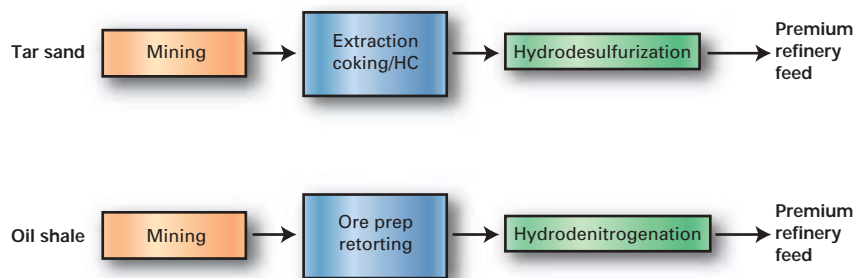 Tar sand
Mining
Extraction
coking/HC
Hydrodesulfurization
Premium
refinery
feed
Oil shale
Mining
Ore prep
retorting
Hydrodenitrogenation
Premium
refinery
feed